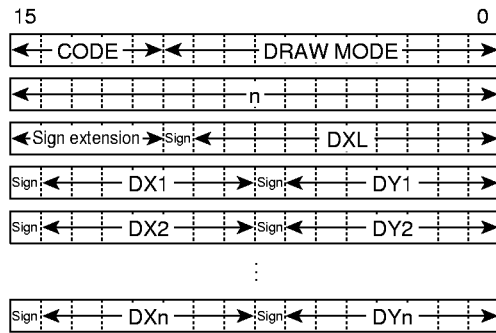 15 0
CODE DRAW MODE
n
Sign extension Sign DXL
Sign DX1 Sign DY1
Sign DX2 Sign DY2
⋮
Sign DXn Sign DYn